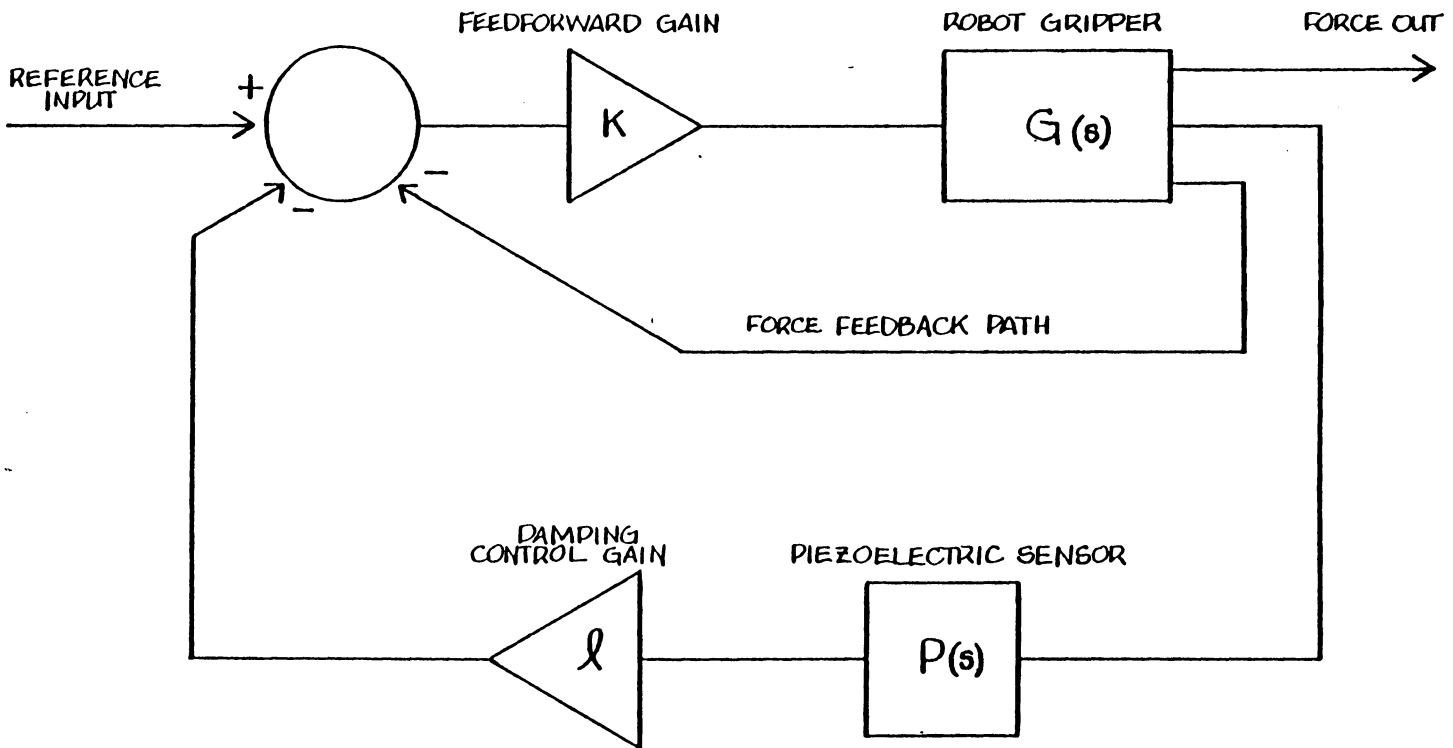 FEEDFORWARD GAIN
ROBOT GRIPPER
FORCE OUT
REFERENCE
INPUT
+
K
G(s)
-
-
FORCE FEEDBACK PATH
DAMPING
CONTROL GAIN
PIEZOELECTRIC SENSOR
ℓ
P(s)